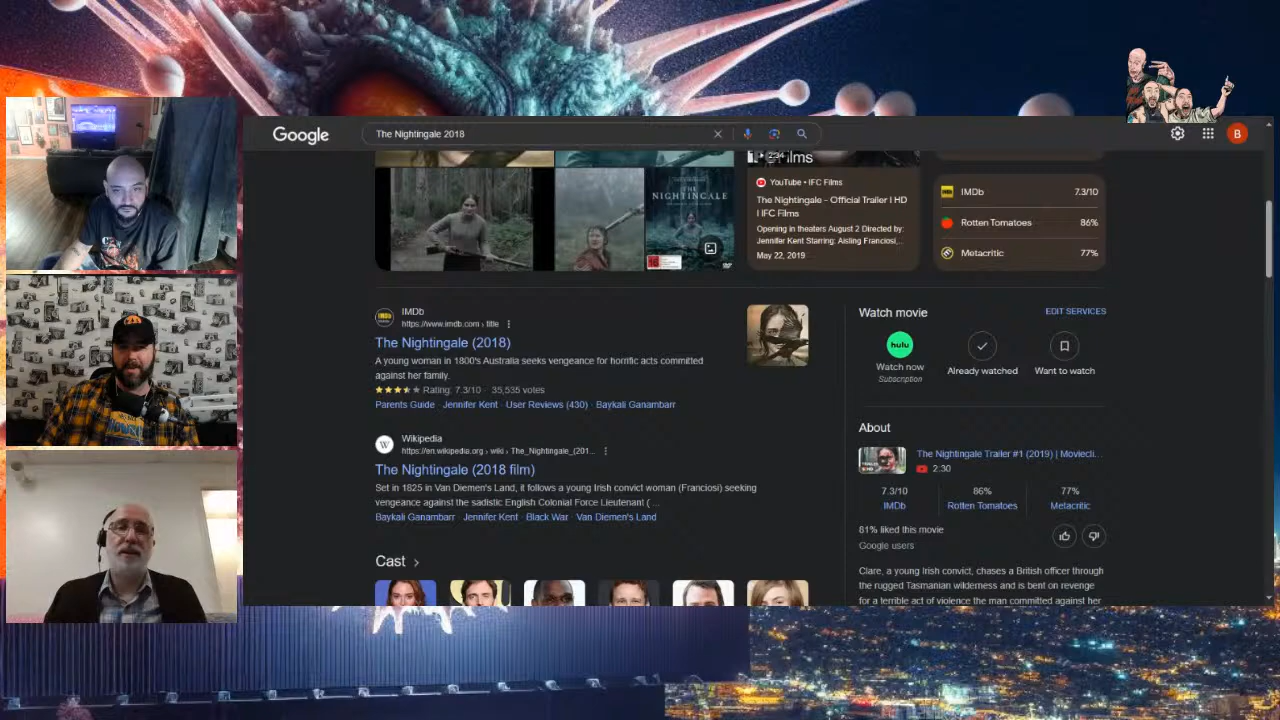 Google
The Nightingale 2018
B
2:34
Films
THE
NIGHTINGALE
YouTube • IFC Films
The Nightingale - Official Trailer I HD
I IFC Films
Opening in theaters August 2 Directed by:
Jennifer Kent Starring: Aisling Franciosi,...
May 22, 2019
IMDb 7.3/10
Rotten Tomatoes 86%
Metacritic 77%
IMDb
https://www.imdb.com › title
The Nightingale (2018)
A young woman in 1800's Australia seeks vengeance for horrific acts committed
against her family.
Rating: 7.3/10 · 35,535 votes
Parents Guide · Jennifer Kent · User Reviews (430) · Baykali Ganambarr
W
Wikipedia
https://en.wikipedia.org › wiki › The_Nightingale_(201...
The Nightingale (2018 film)
Set in 1825 in Van Diemen's Land, it follows a young Irish convict woman (Franciosi) seeking
vengeance against the sadistic English Colonial Force Lieutenant ( ...
Baykali Ganambarr · Jennifer Kent · Black War · Van Diemen's Land
Cast
Watch movie
EDIT SERVICES
hulu
Watch now
Subscription
Already watched
Want to watch
About
The Nightingale Trailer #1 (2019) | Moviecli...
2:30
7.3/10 86% 77%
IMDb Rotten Tomatoes Metacritic
81% liked this movie
Google users
Clare, a young Irish convict, chases a British officer through
the rugged Tasmanian wilderness and is bent on revenge
for a terrible act of violence the man committed against her